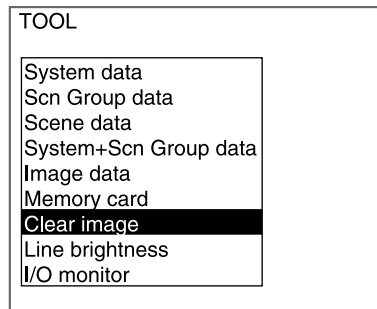 TOOL
System data
Scn Group data
Scene data
System+Scn Group data
Image data
Memory card
Clear image
Line brightness
I/O monitor